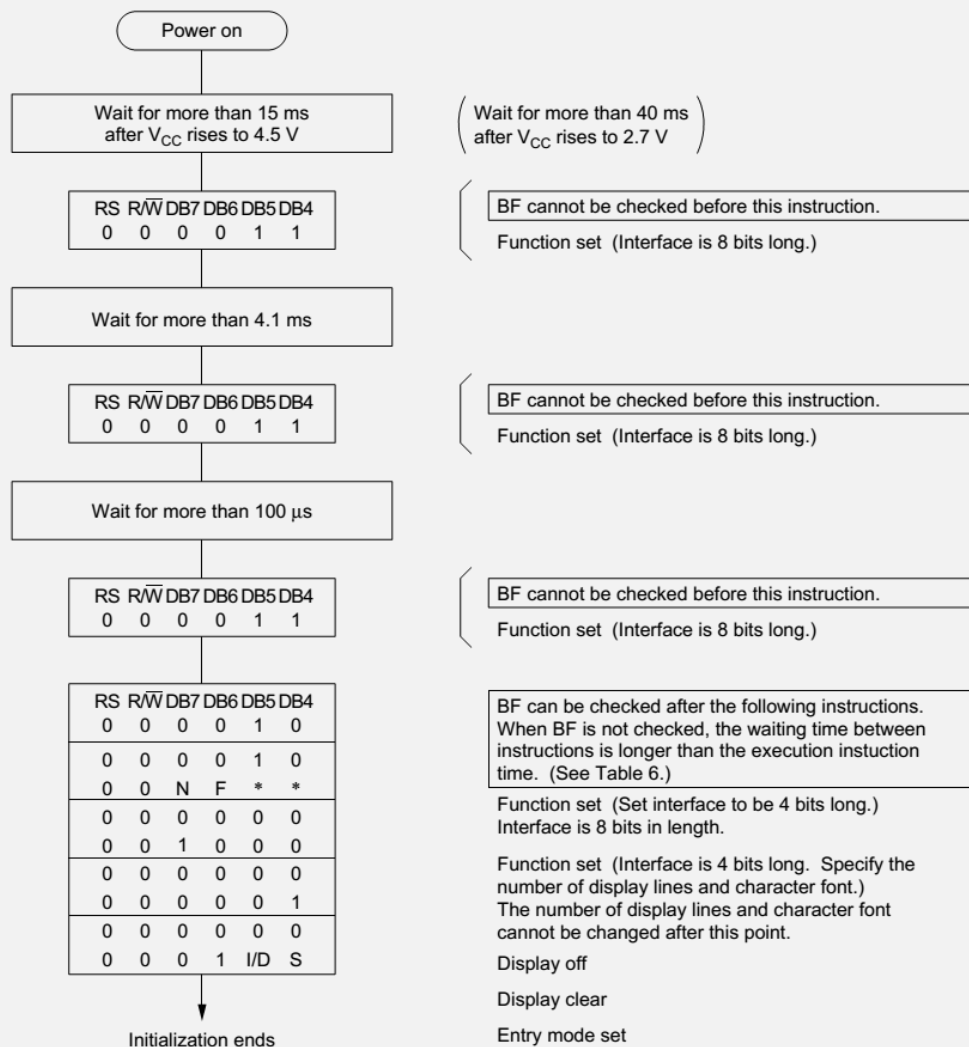 Power on
Wait for more than 15 ms
after VCC rises to 4.5 V
Wait for more than 40 ms
after VCC rises to 2.7 V
RS R/W̅ DB7 DB6 DB5 DB4
0 0 0 0 1 1
BF cannot be checked before this instruction.
Function set (Interface is 8 bits long.)
Wait for more than 4.1 ms
RS R/W̅ DB7 DB6 DB5 DB4
0 0 0 0 1 1
BF cannot be checked before this instruction.
Function set (Interface is 8 bits long.)
Wait for more than 100 µs
RS R/W̅ DB7 DB6 DB5 DB4
0 0 0 0 1 1
BF cannot be checked before this instruction.
Function set (Interface is 8 bits long.)
RS R/W̅ DB7 DB6 DB5 DB4
0 0 0 0 1 0
0 0 0 0 1 0
0 0 N F * *
0 0 0 0 0 0
0 0 1 0 0 0
0 0 0 0 0 0
0 0 0 0 0 1
0 0 0 0 0 0
0 0 0 1 I/D S
Initialization ends
BF can be checked after the following instructions.
When BF is not checked, the waiting time between
instructions is longer than the execution instuction
time. (See Table 6.)
Function set (Set interface to be 4 bits long.)
Interface is 8 bits in length.
Function set (Interface is 4 bits long. Specify the
number of display lines and character font.)
The number of display lines and character font
cannot be changed after this point.
Display off
Display clear
Entry mode set